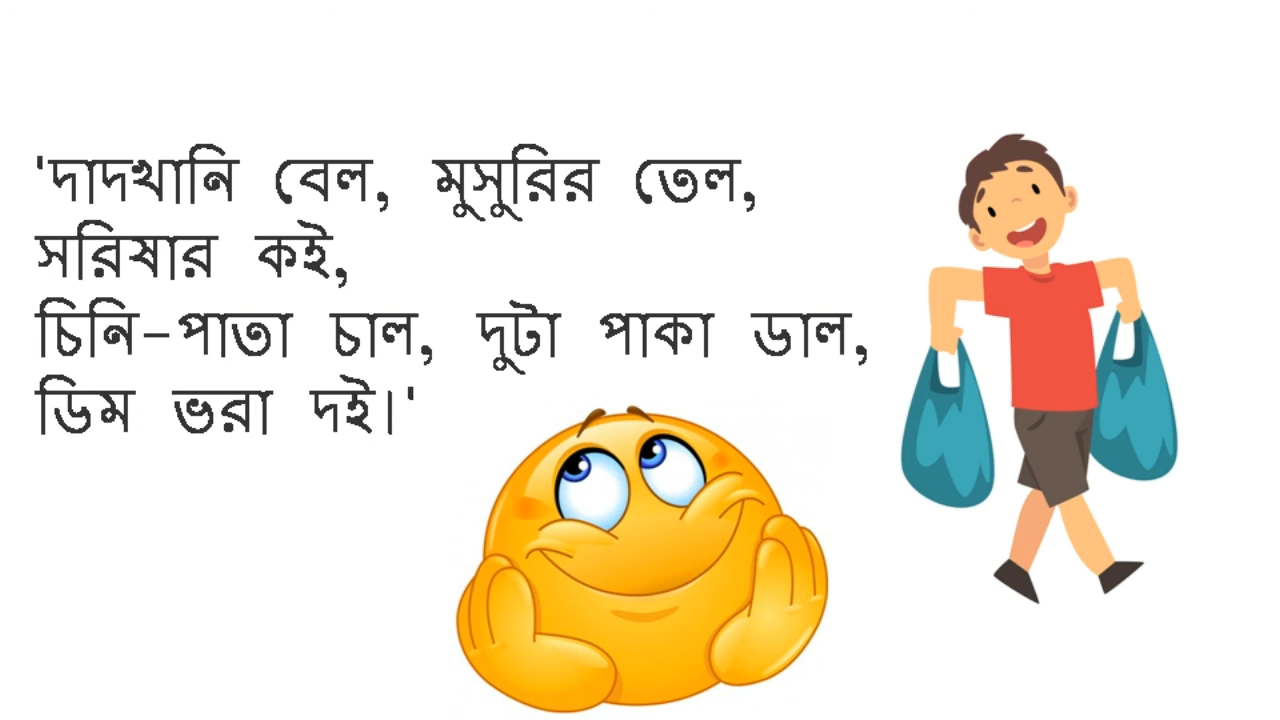 'দাদখানি বেল, মুসুরির তেল,
সরিষার কই,
চিনি-পাতা চাল, দুটা পাকা ডাল,
ডিম ভরা দই।'